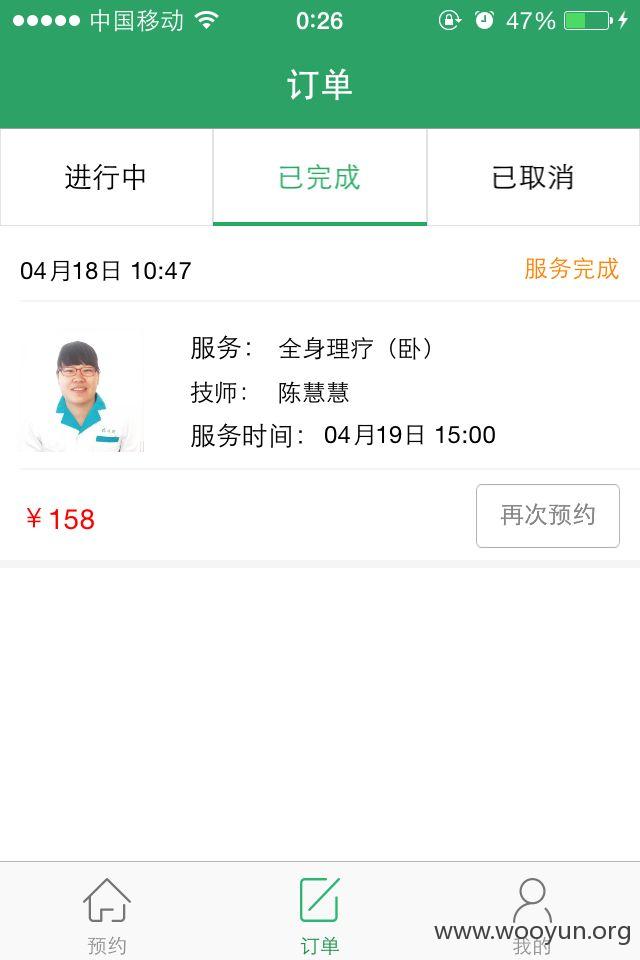 中国移动 0:26 47%
订单
进行中 已完成 已取消
04月18日 10:47 服务完成
服务： 全身理疗（卧）
技师： 陈慧慧
服务时间： 04月19日 15:00
￥158 再次预约
预约 订单 我的
www.wooyun.org